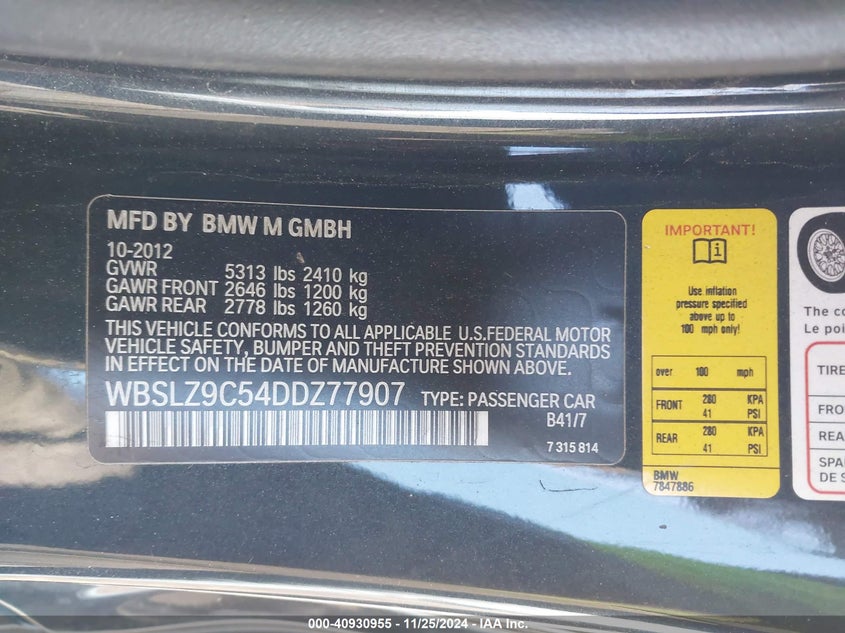 MFD BY BMW M GMBH
10-2012
GVWR 5313 lbs 2410 kg
GAWR FRONT 2646 lbs 1200 kg
GAWR REAR 2778 lbs 1260 kg
THIS VEHICLE CONFORMS TO ALL APPLICABLE U.S.FEDERAL MOTOR
VEHICLE SAFETY, BUMPER AND THEFT PREVENTION STANDARDS
IN EFFECT ON THE DATE OF MANUFACTURE SHOWN ABOVE.
WBSLZ9C54DDZ77907 TYPE: PASSENGER CAR
B41/7
7 315 814
IMPORTANT!
Use inflation
pressure specified
above up to
100 mph only!
over 100 mph
FRONT 280 KPA
41 PSI
REAR 280 KPA
41 PSI
BMW
7847886
The co
Le poi
TIRE
FRO
REA
SPA
DE S
000-40930955 - 11/25/2024 - IAA Inc.